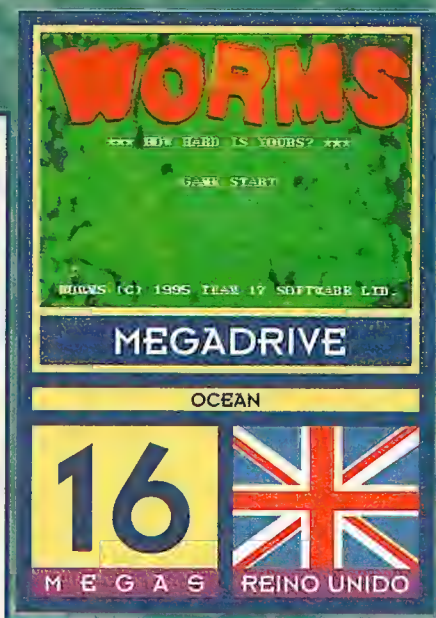 WORMS
*** HOW HARD IS YOURS? ***
GAME START
WORMS (C) 1995 TEAM 17 SOFTWARE LTD.
MEGADRIVE
OCEAN
16
MEGAS
REINO UNIDO